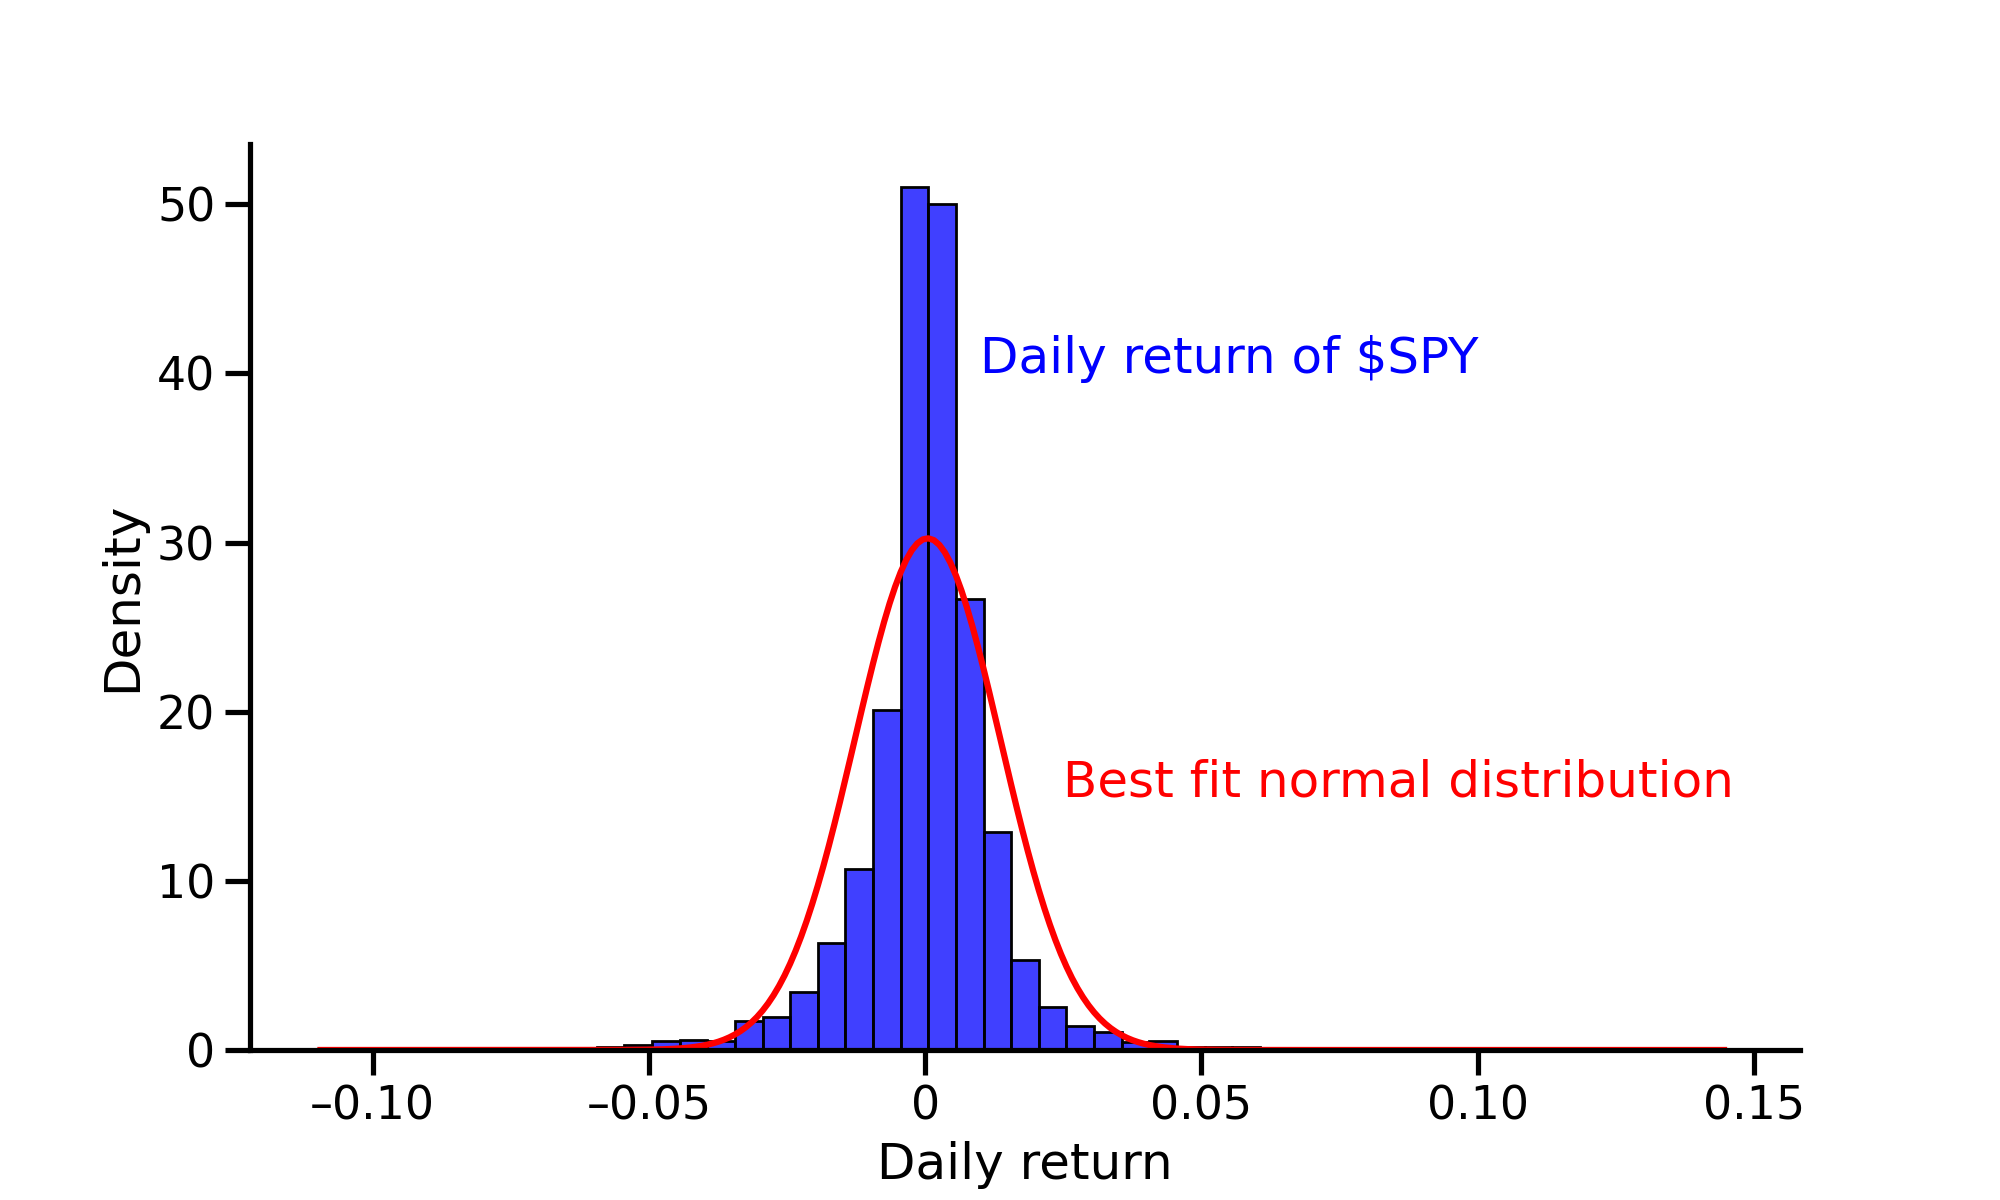 50
40
30
20
10
0
Density
Daily return of $SPY
Best fit normal distribution
–0.10 –0.05 0 0.05 0.10 0.15
Daily return